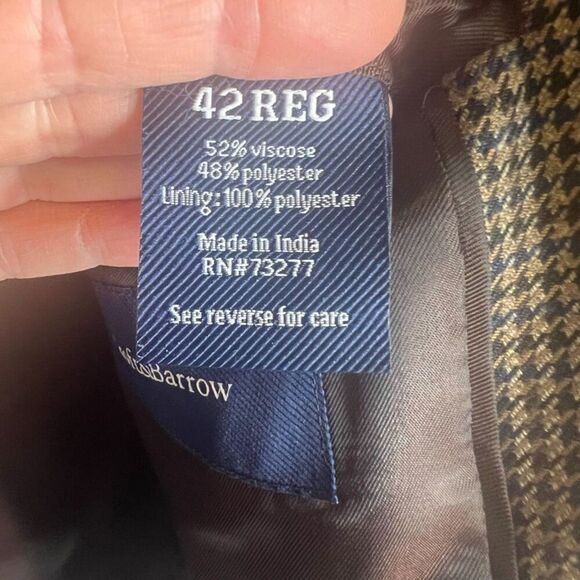 42 REG
52% viscose
48% polyester
Lining: 100% polyester
Made in India
RN#73277
See reverse for care
Barrow